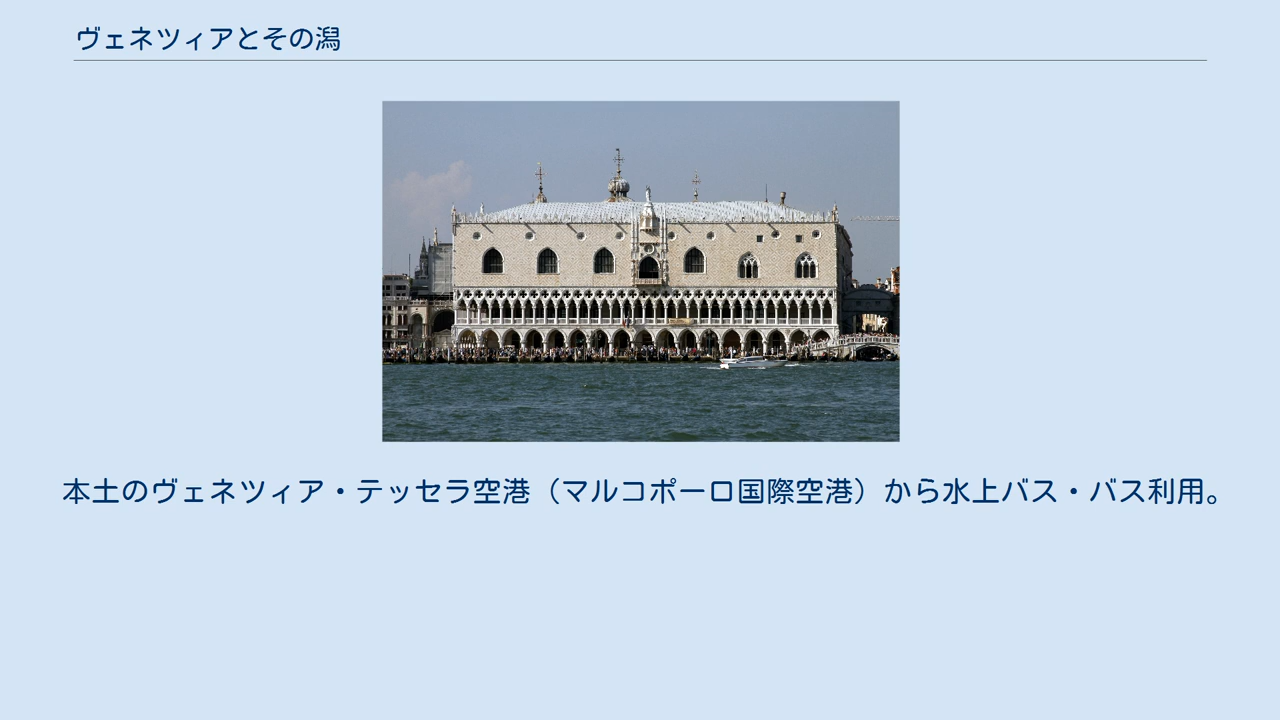 ヴェネツィアとその潟
本土のヴェネツィア・テッセラ空港（マルコポーロ国際空港）から水上バス・バス利用。